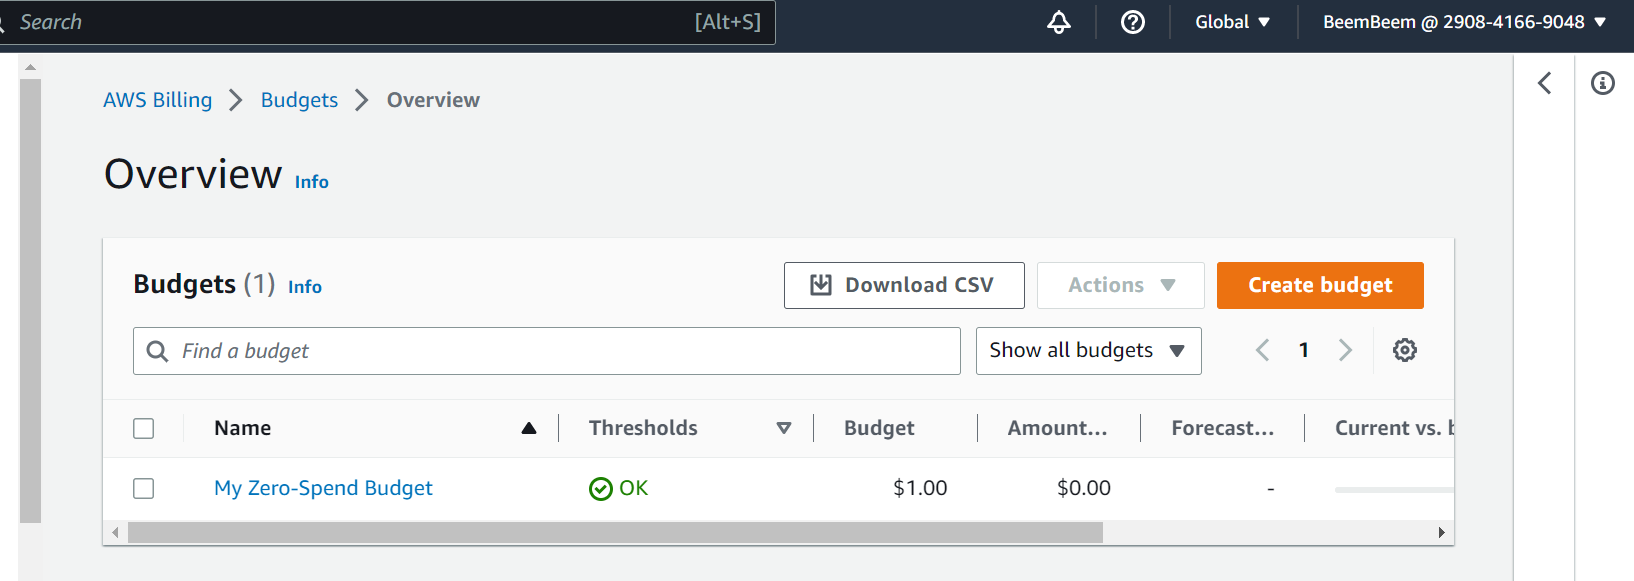 Search [Alt+S] Global BeemBeem @ 2908-4166-9048
AWS Billing Budgets Overview
Overview Info
Budgets (1) Info Download CSV Actions Create budget
Find a budget Show all budgets 1
Name Thresholds Budget Amount... Forecast... Current vs.
My Zero-Spend Budget OK $1.00 $0.00 -